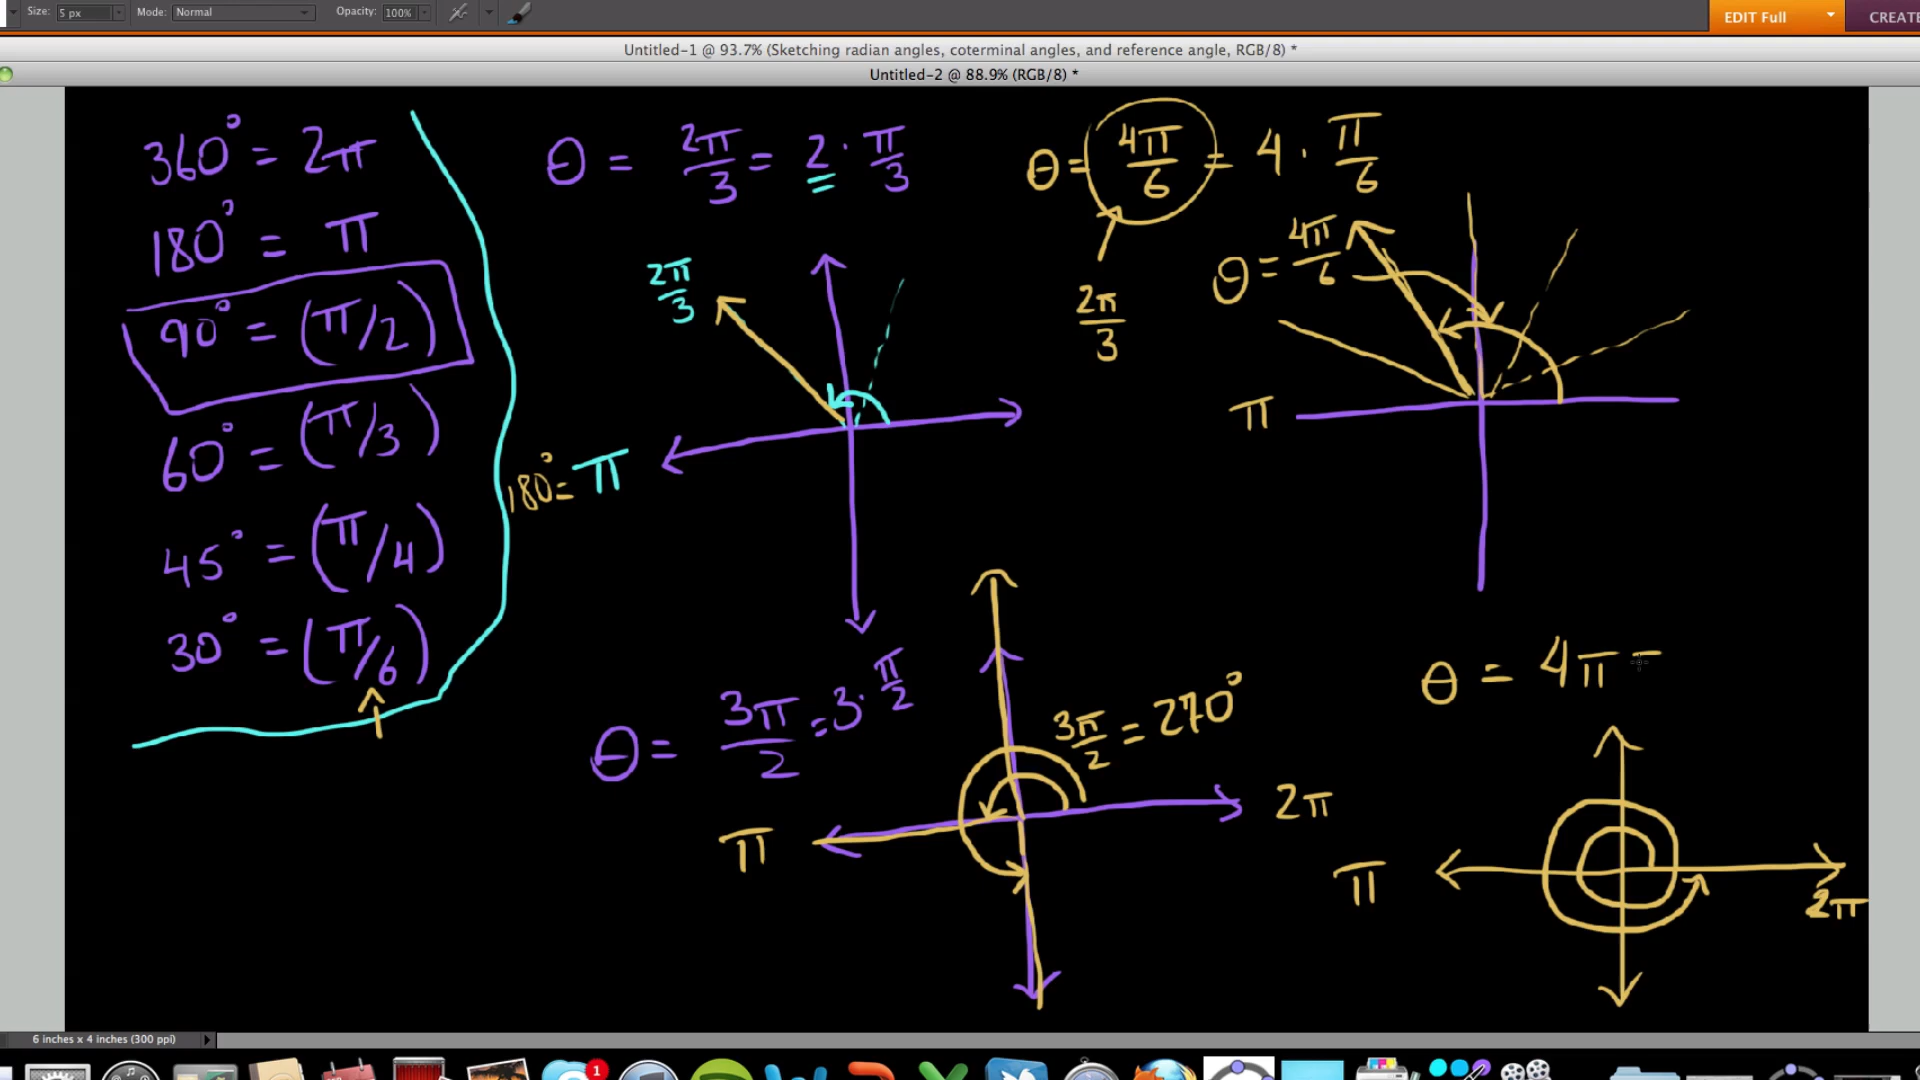 Size: 5 px Mode: Normal Opacity: 100% EDIT Full CREATE
Untitled-1 @ 93.7% (Sketching radian angles, coterminal angles, and reference angle, RGB/8) *
Untitled-2 @ 88.9% (RGB/8) *
360° = 2π
180° = π
90° = (π/2)
60° = (π/3)
45° = (π/4)
30° = (π/6)
θ = 2π/3 = 2 · π/3
2π/3
180° = π
θ = 4π/6 = 4 · π/6
2π/3
θ = 4π/6
π
θ = 3π/2 = 3 · π/2
3π/2 = 270°
π
2π
θ = 4π =
π
2π
6 inches x 4 inches (300 ppi)
1